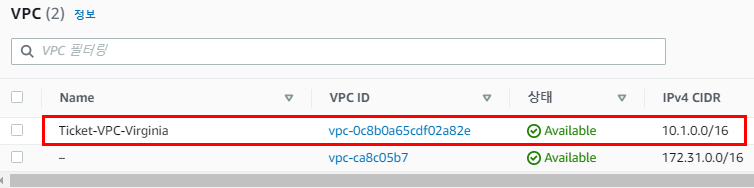 VPC (2) 정보
VPC 필터링
Name VPC ID 상태 IPv4 CIDR
Ticket-VPC-Virginia vpc-0c8b0a65cdf02a82e Available 10.1.0.0/16
– vpc-ca8c05b7 Available 172.31.0.0/16